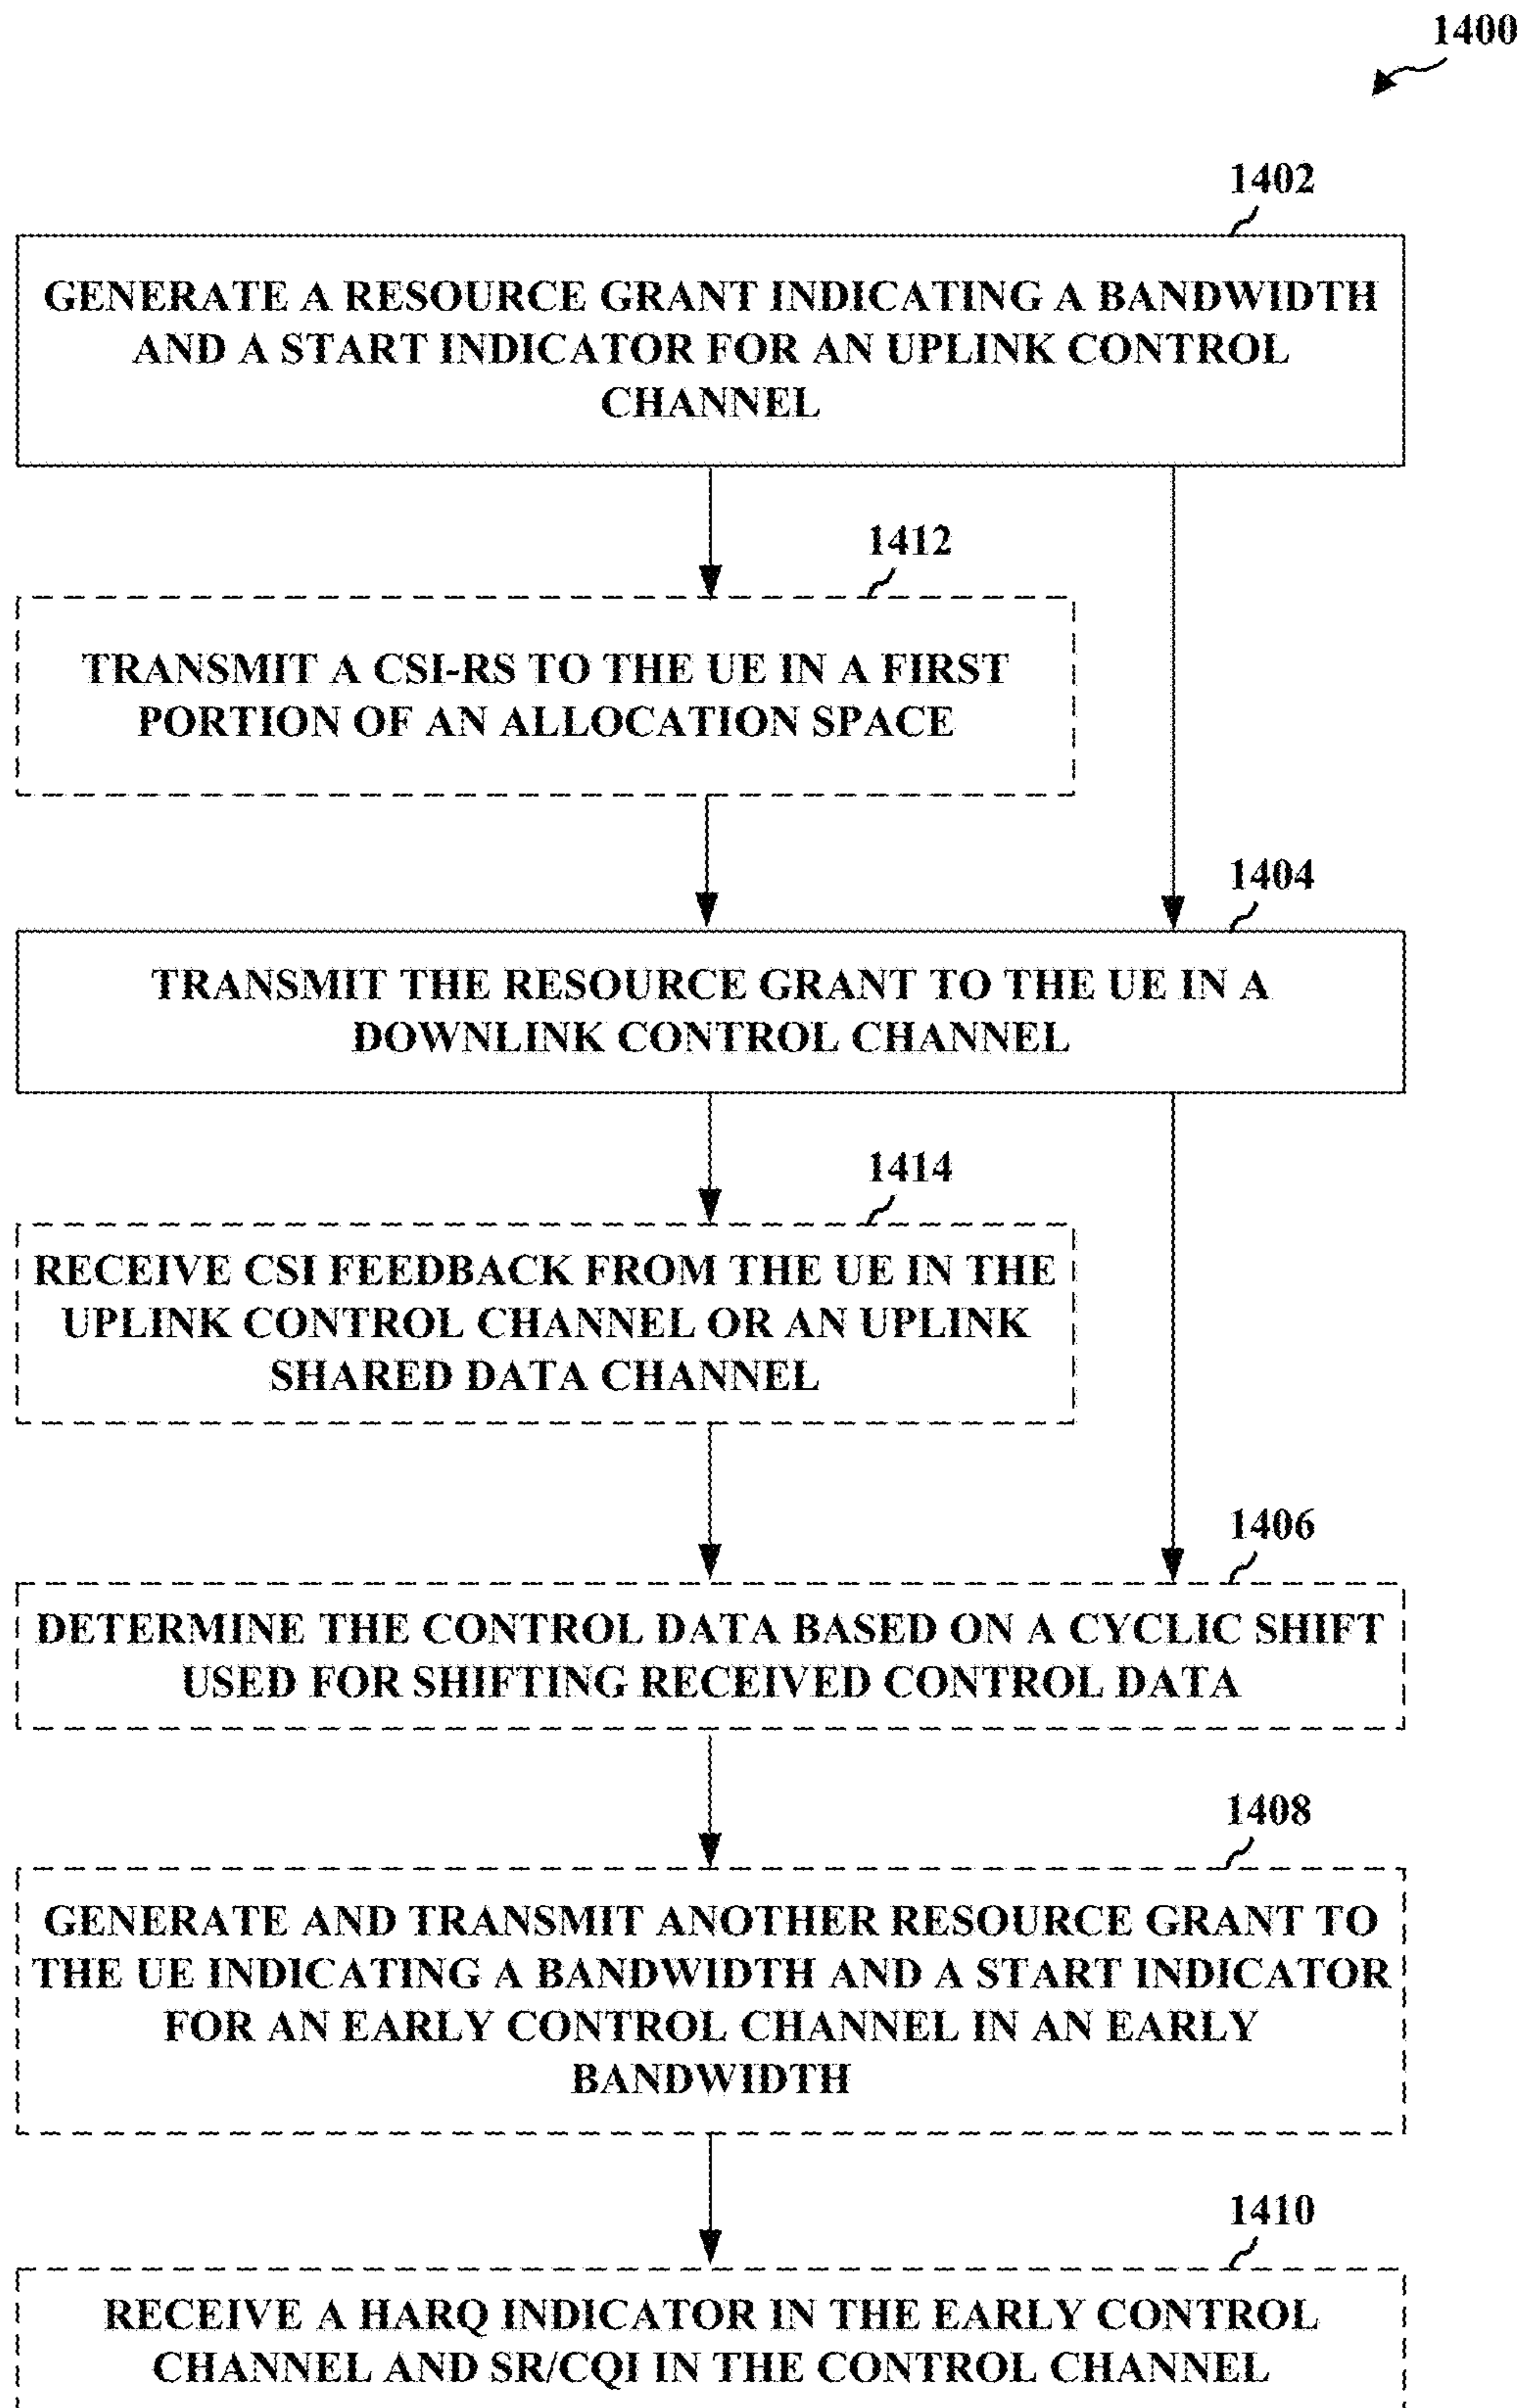 1400
1402
GENERATE A RESOURCE GRANT INDICATING A BANDWIDTH
AND A START INDICATOR FOR AN UPLINK CONTROL
CHANNEL
1412
TRANSMIT A CSI-RS TO THE UE IN A FIRST
PORTION OF AN ALLOCATION SPACE
1404
TRANSMIT THE RESOURCE GRANT TO THE UE IN A
DOWNLINK CONTROL CHANNEL
1414
RECEIVE CSI FEEDBACK FROM THE UE IN THE
UPLINK CONTROL CHANNEL OR AN UPLINK
SHARED DATA CHANNEL
1406
DETERMINE THE CONTROL DATA BASED ON A CYCLIC SHIFT
USED FOR SHIFTING RECEIVED CONTROL DATA
1408
GENERATE AND TRANSMIT ANOTHER RESOURCE GRANT TO
THE UE INDICATING A BANDWIDTH AND A START INDICATOR
FOR AN EARLY CONTROL CHANNEL IN AN EARLY
BANDWIDTH
1410
RECEIVE A HARQ INDICATOR IN THE EARLY CONTROL
CHANNEL AND SR/CQI IN THE CONTROL CHANNEL